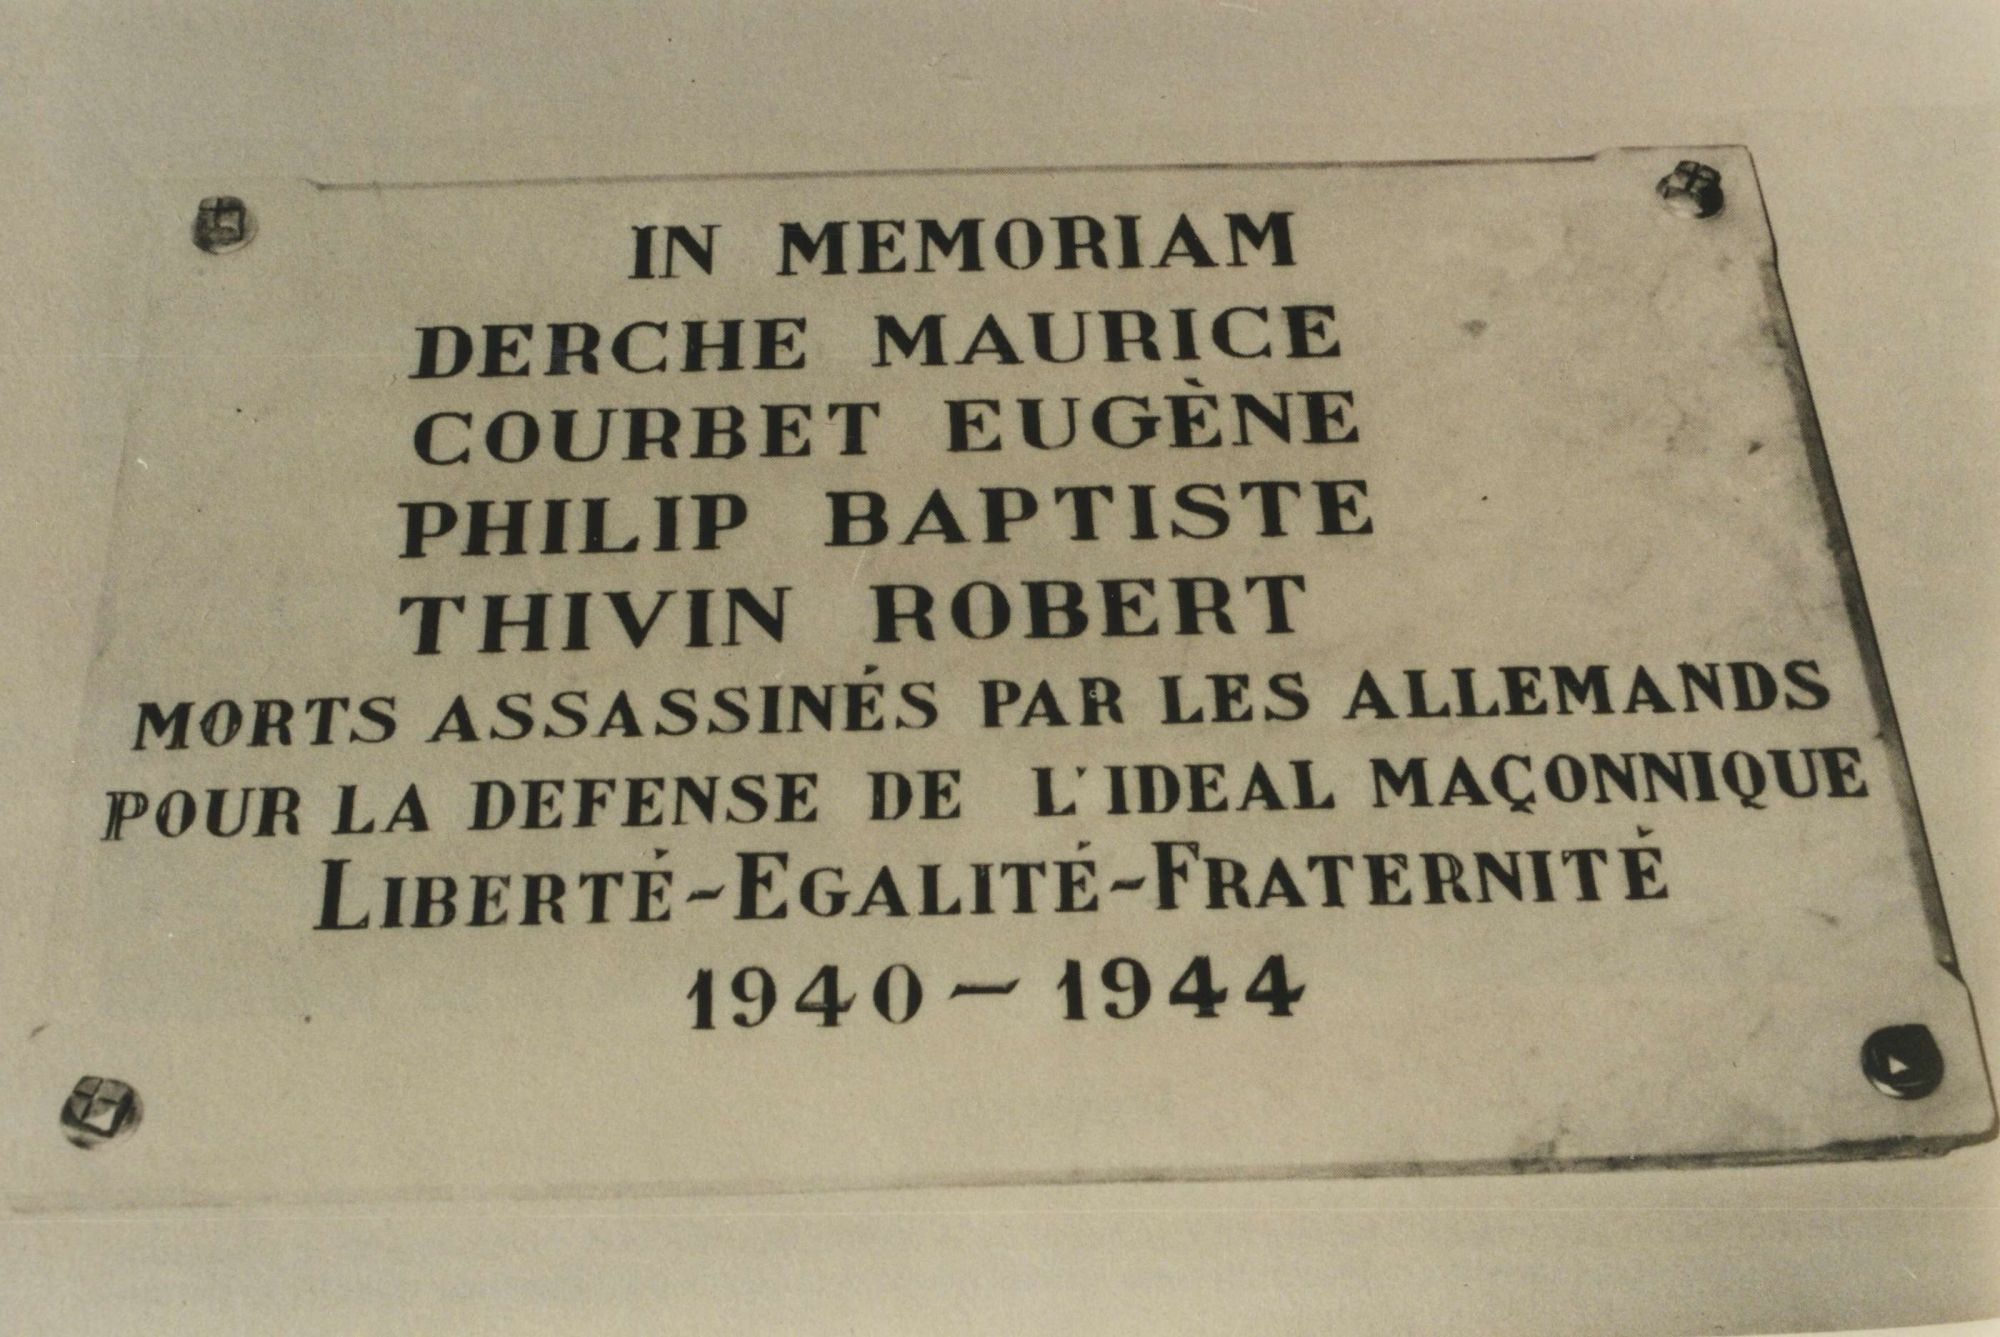 IN MEMORIAM
DERCHE MAURICE
COURBET EUGÈNE
PHILIP BAPTISTE
THIVIN ROBERT
MORTS ASSASSINÉS PAR LES ALLEMANDS
POUR LA DEFENSE DE L'IDEAL MAÇONNIQUE
LIBERTÉ-EGALITÉ-FRATERNITÉ
1940-1944